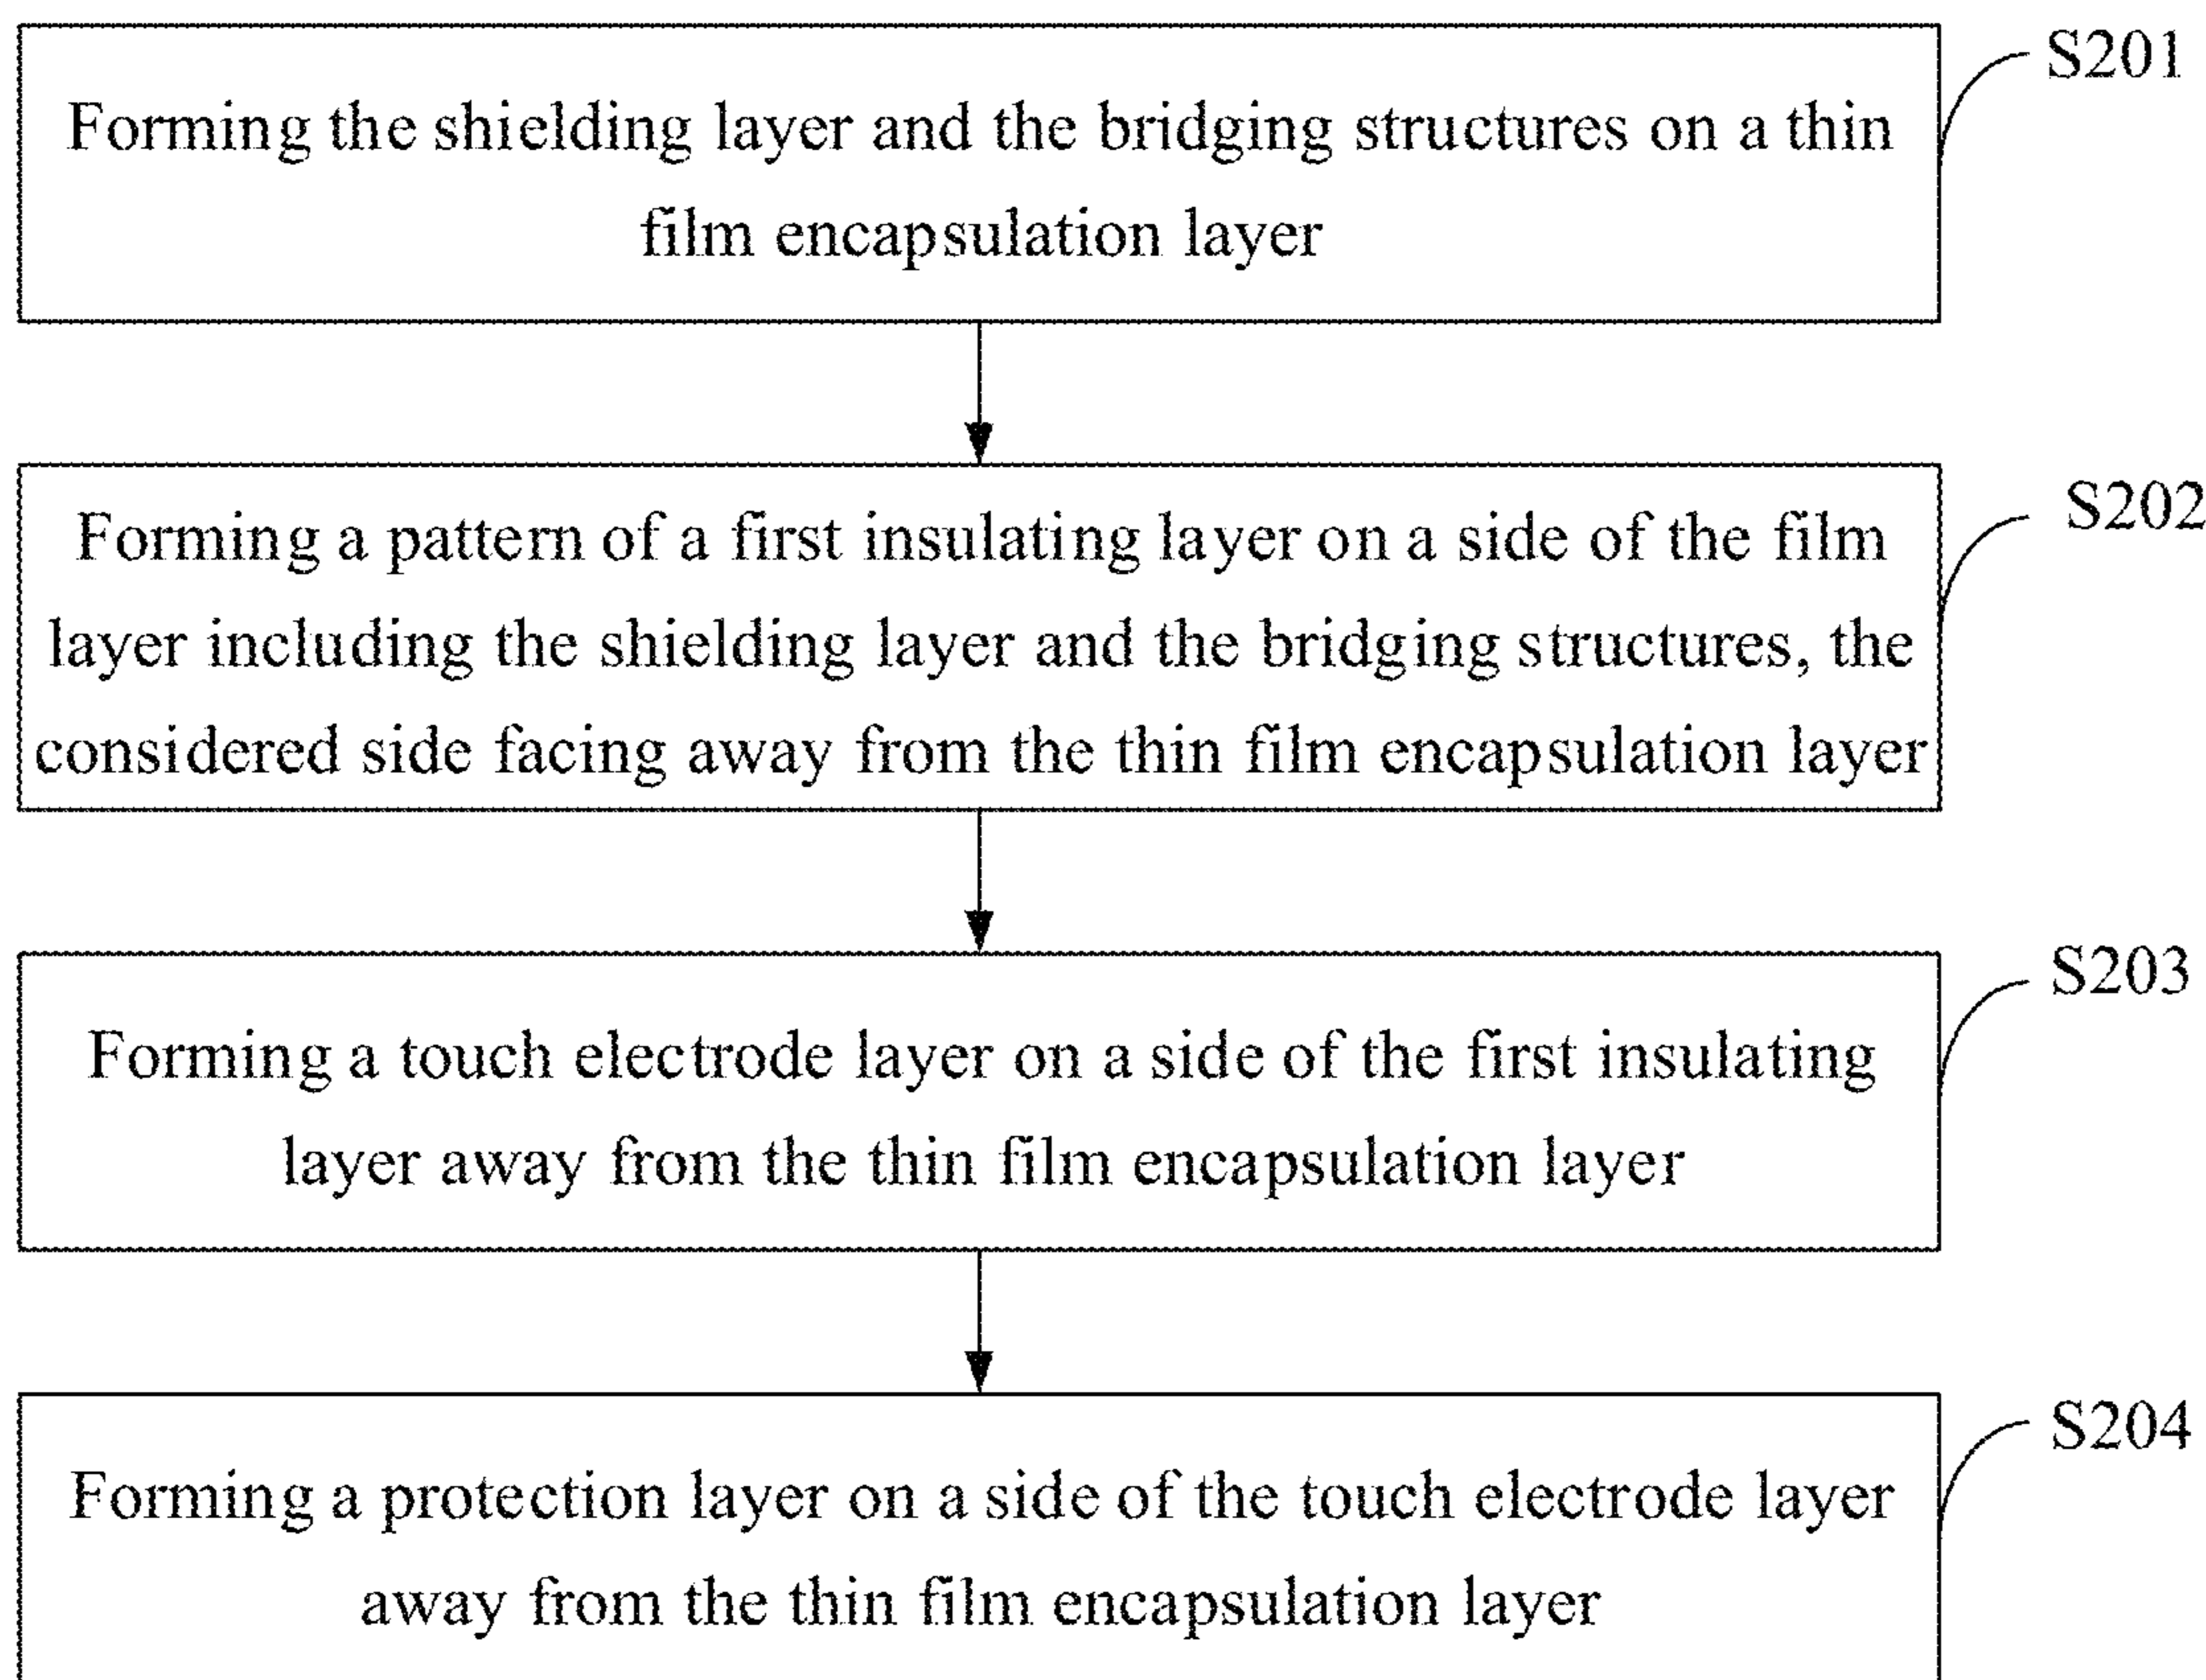 S201
Forming the shielding layer and the bridging structures on a thin
film encapsulation layer
S202
Forming a pattern of a first insulating layer on a side of the film
layer including the shielding layer and the bridging structures, the
considered side facing away from the thin film encapsulation layer
S203
Forming a touch electrode layer on a side of the first insulating
layer away from the thin film encapsulation layer
S204
Forming a protection layer on a side of the touch electrode layer
away from the thin film encapsulation layer